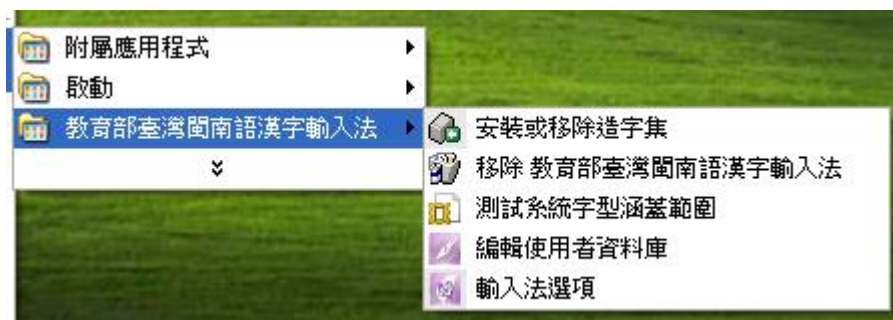 附屬應用程式
啟動
教育部臺灣閩南語漢字輸入法
安裝或移除造字集
移除 教育部臺灣閩南語漢字輸入法
測試系統字型涵蓋範圍
編輯使用者資料庫
輸入法選項